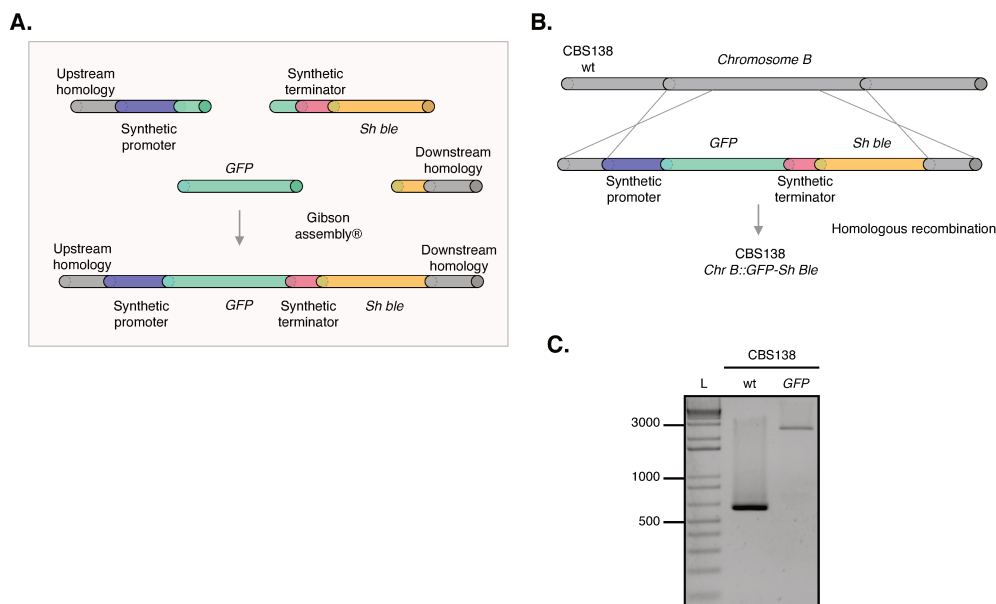 A.
Upstream
homology
Synthetic
terminator
Synthetic
promoter
Sh ble
GFP
Downstream
homology
Gibson
assembly®
Upstream
homology
Downstream
homology
Synthetic
promoter
GFP
Synthetic
terminator
Sh ble
B.
CBS138
wt
Chromosome B
GFP
Sh ble
Synthetic
promoter
Synthetic
terminator
Homologous recombination
CBS138
Chr B::GFP-Sh Ble
C.
CBS138
L wt GFP
3000
1000
500